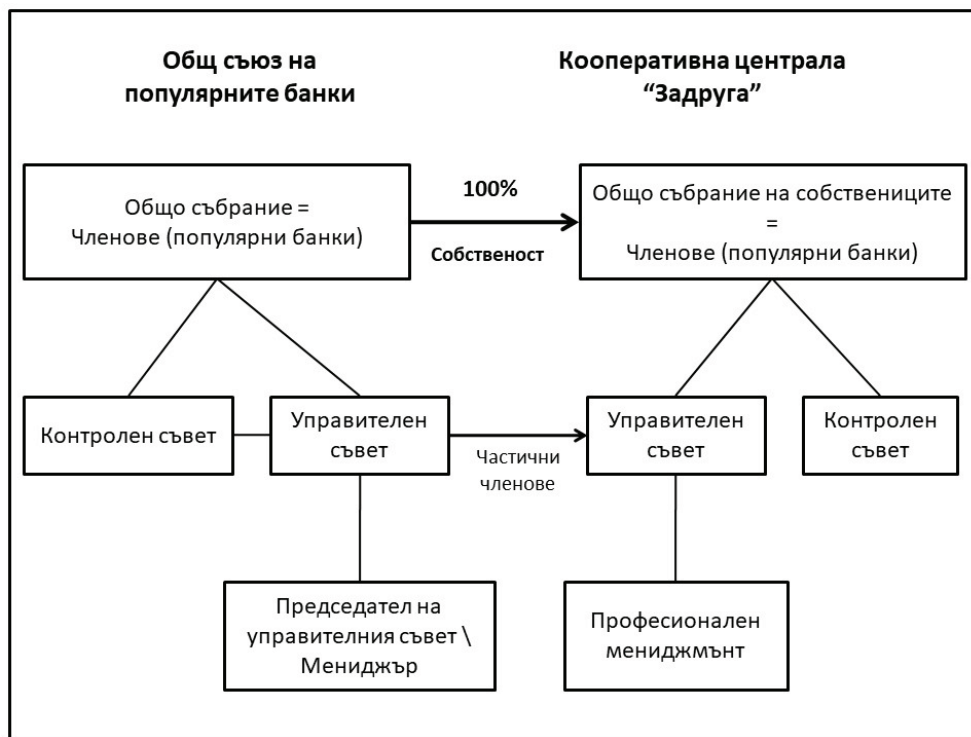 Общ съюз на
популярните банки
Кооперативна централа
“Задруга”
Общо събрание =
Членове (популярни банки)
100%
Собственост
Общо събрание на собствениците
=
Членове (популярни банки)
Контролен съвет
Управителен
съвет
Частични
членове
Управителен
съвет
Контролен
съвет
Председател на
управителния съвет \
Мениджър
Професионален
мениджмънт